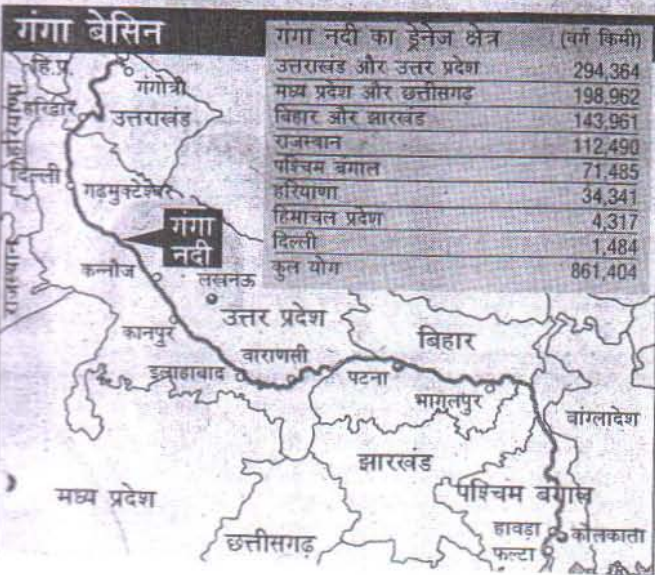 गंगा बेसिन
गंगा नदी का ड्रेनेज क्षेत्र (वर्ग किमी)
उत्तराखंड और उत्तर प्रदेश 294,364
मध्य प्रदेश और छत्तीसगढ़ 198,962
बिहार और झारखंड 143,961
राजस्थान 112,490
पश्चिम बंगाल 71,485
हरियाणा 34,341
हिमाचल प्रदेश 4,317
दिल्ली 1,484
कुल योग 861,404
हि.प्र.
गंगोत्री
हरिद्वार
उत्तराखंड
हरियाणा
दिल्ली
गढ़मुक्टेश्वर
गंगा
नदी
राजस्थान
कन्नौज
लखनऊ
उत्तर प्रदेश
कानपुर
बिहार
वाराणसी
इलाहाबाद
पटना
भागलपुर
बांग्लादेश
झारखंड
मध्य प्रदेश
पश्चिम बंगाल
छत्तीसगढ़
हावड़ा
कोलकाता
फल्टा